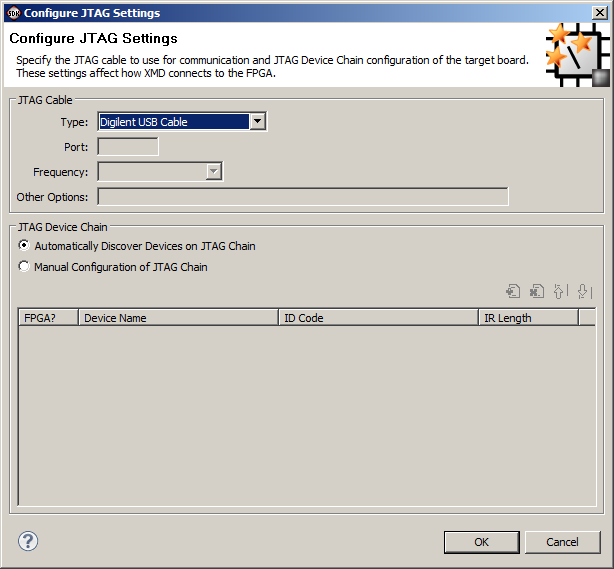 SDK Configure JTAG Settings
Configure JTAG Settings
Specify the JTAG cable to use for communication and JTAG Device Chain configuration of the target board.
These settings affect how XMD connects to the FPGA.
JTAG Cable
Type: Digilent USB Cable
Port:
Frequency:
Other Options:
JTAG Device Chain
Automatically Discover Devices on JTAG Chain
Manual Configuration of JTAG Chain
FPGA? Device Name ID Code IR Length
? OK Cancel